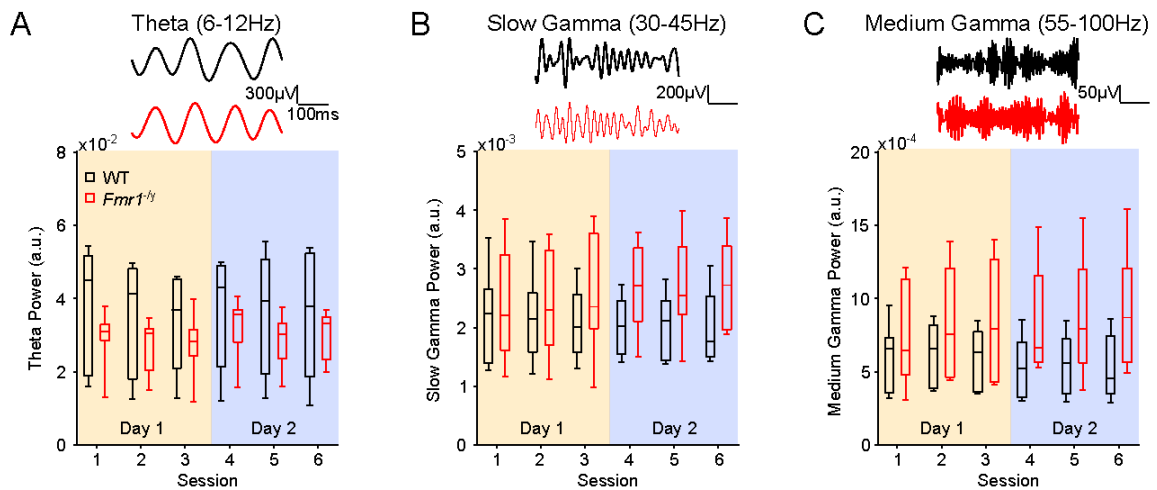 A Theta (6-12Hz)
300µV
100ms
x10⁻²
8
6
4
2
0
Theta Power (a.u.)
WT
Fmr1⁻/ʸ
Day 1 Day 2
1 2 3 4 5 6
Session
B Slow Gamma (30-45Hz)
200µV
x10⁻³
5
4
3
2
1
0
Slow Gamma Power (a.u.)
Day 1 Day 2
1 2 3 4 5 6
Session
C Medium Gamma (55-100Hz)
50µV
x10⁻⁴
20
15
10
5
0
Medium Gamma Power (a.u.)
Day 1 Day 2
1 2 3 4 5 6
Session